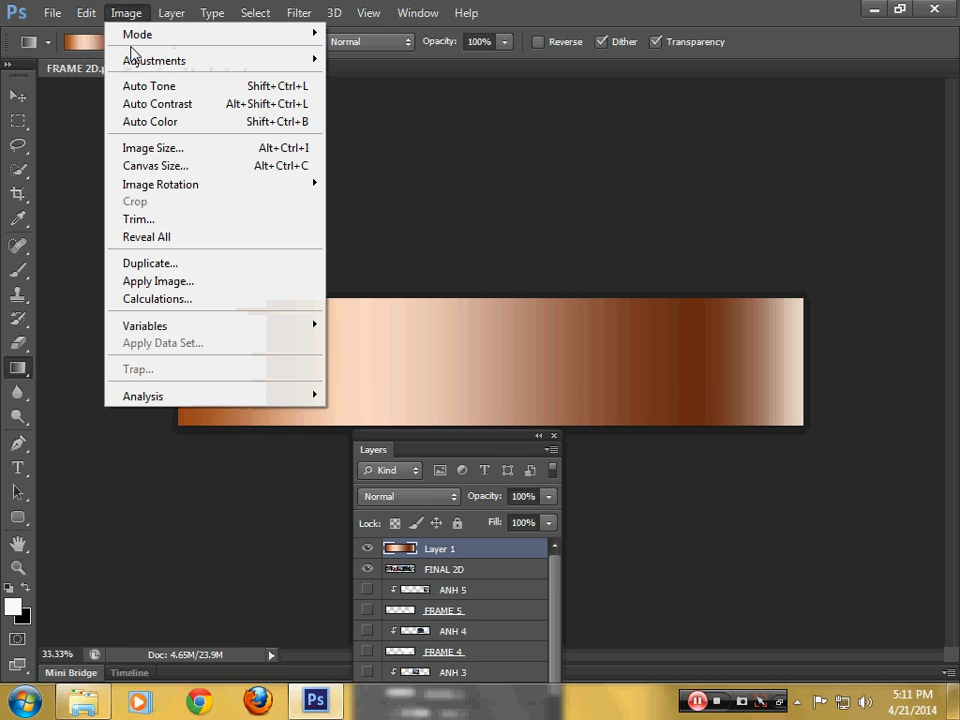 Ps File Edit Image Layer Type Select Filter 3D View Window Help
Normal Opacity: 100% Reverse Dither Transparency
FRAME 2D.p
Mode
Adjustments
Auto Tone Shift+Ctrl+L
Auto Contrast Alt+Shift+Ctrl+L
Auto Color Shift+Ctrl+B
Image Size... Alt+Ctrl+I
Canvas Size... Alt+Ctrl+C
Image Rotation
Crop
Trim...
Reveal All
Duplicate...
Apply Image...
Calculations...
Variables
Apply Data Set...
Trap...
Analysis
Layers
Kind
Normal Opacity: 100%
Lock: Fill: 100%
Layer 1
FINAL 2D
ANH 5
FRAME 5
ANH 4
FRAME 4
ANH 3
33.33% Doc: 4.65M/23.9M
Mini Bridge Timeline
Ps
5:11 PM
4/21/2014